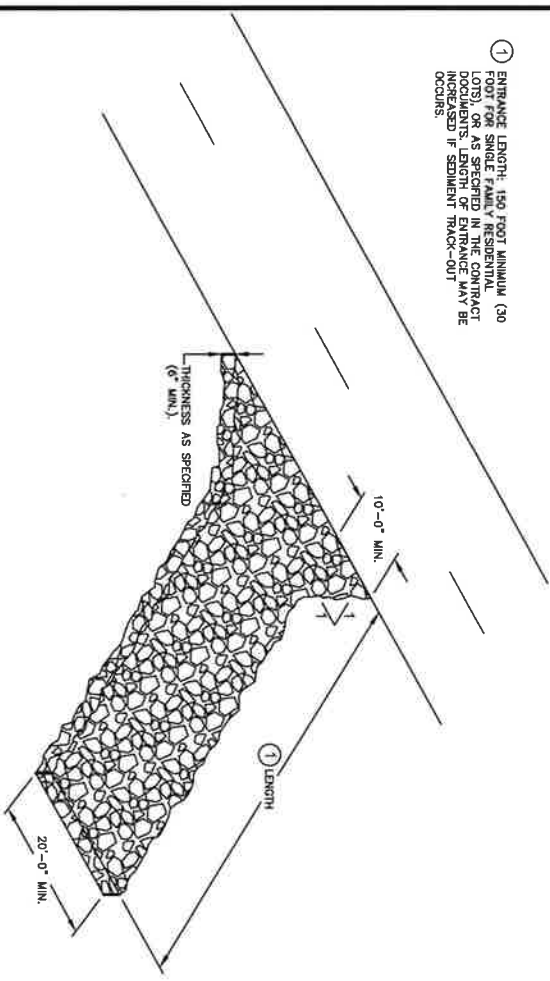 ① ENTRANCE LENGTH: 150 FOOT MINIMUM (30
FOOT FOR SINGLE FAMILY RESIDENTIAL
LOTS), OR AS SPECIFIED IN THE CONTRACT
DOCUMENTS. LENGTH OF ENTRANCE MAY BE
INCREASED IF SEDIMENT TRACK-OUT
OCCURS.
10'-0" MIN.
1
1
THICKNESS AS SPECIFIED
(6" MIN.).
① LENGTH
20'-0" MIN.